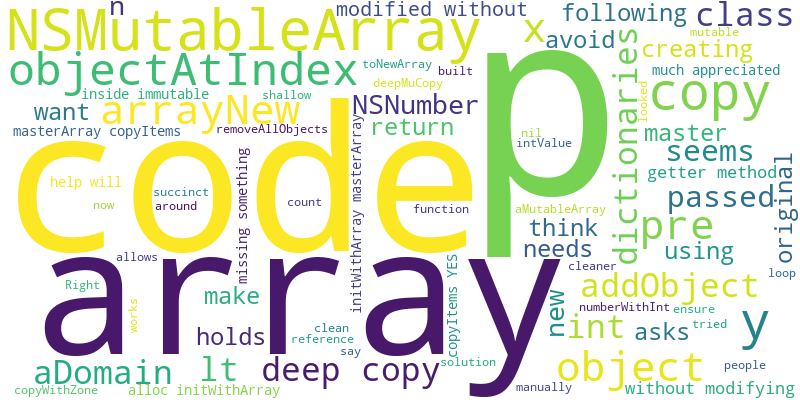 n
modified without
following
class
NSMutableArray
x
avoid
mutable
objectAtIndex
toNewArray
built
creating
inside immutable
shallow
deepMuCopy
much appreciated
looked
copy
want
arrayNew
NSNumber
dictionaries
masterArray copyItems
removeAllObjects
return
nil
intValue
master
code
p
seems
help will
missing something
initWithArray masterArray
getter method
succinct
now
around
count
function
aMutableArray
passed
original
think
pre
needs
using
array
allows
copyItems YES
cleaner
loop
Right
make
new
addObject
works
holds
clean
reference
say
numberWithInt
ensure
tried
y
int
asks
aDomain
lt
deep copy
solution
object
people
copyWithZone
alloc initWithArray
manually
without modifying